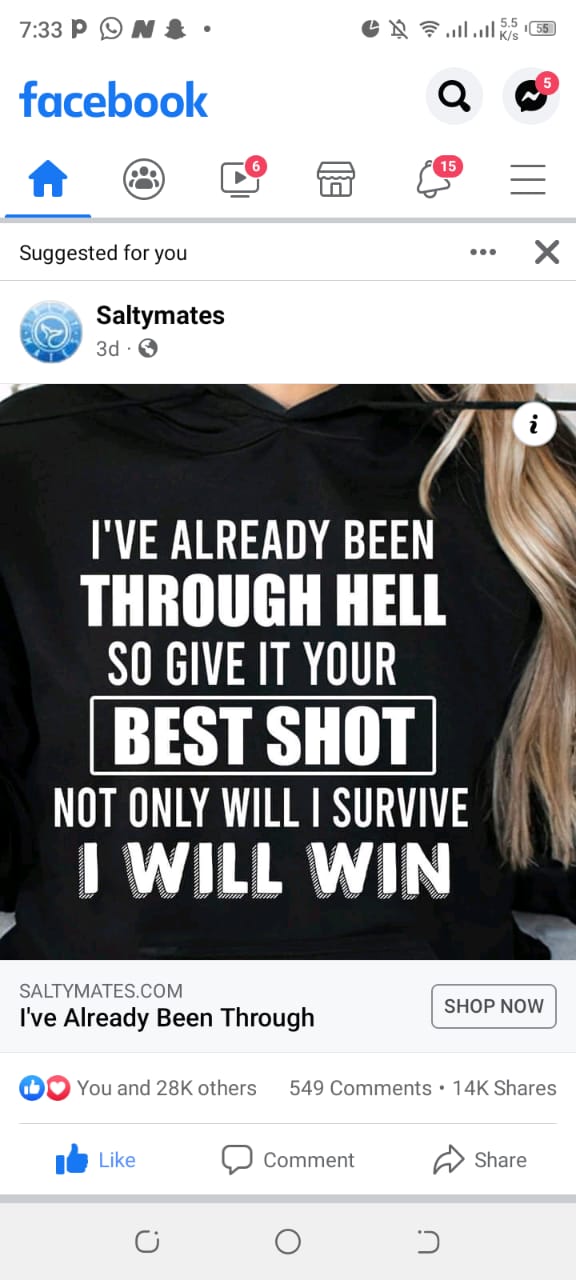 7:33
5.5
K/s
55
facebook
5
6
15
Suggested for you
Saltymates
3d ·
I'VE ALREADY BEEN
THROUGH HELL
SO GIVE IT YOUR
BEST SHOT
NOT ONLY WILL I SURVIVE
I WILL WIN
SALTYMATES.COM
I've Already Been Through
SHOP NOW
You and 28K others
549 Comments • 14K Shares
Like
Comment
Share